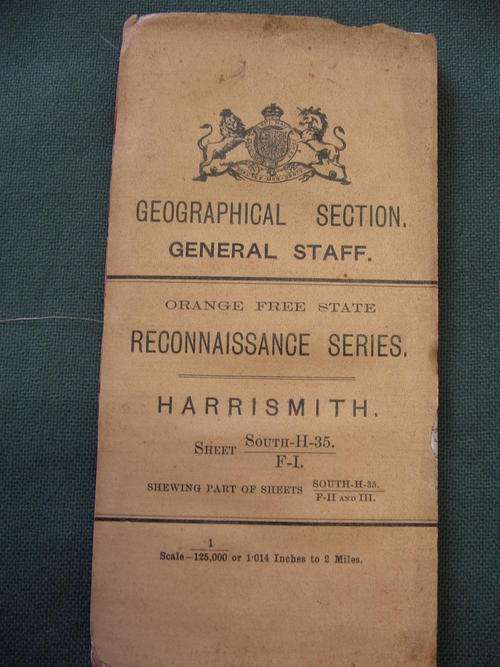 GEOGRAPHICAL SECTION.
GENERAL STAFF.
ORANGE FREE STATE
RECONNAISSANCE SERIES.
HARRISMITH.
SHEET SOUTH-H-35.
F-I.
SHEWING PART OF SHEETS SOUTH-H-35.
F-II AND III.
Scale - 1/125,000 or 1·014 Inches to 2 Miles.